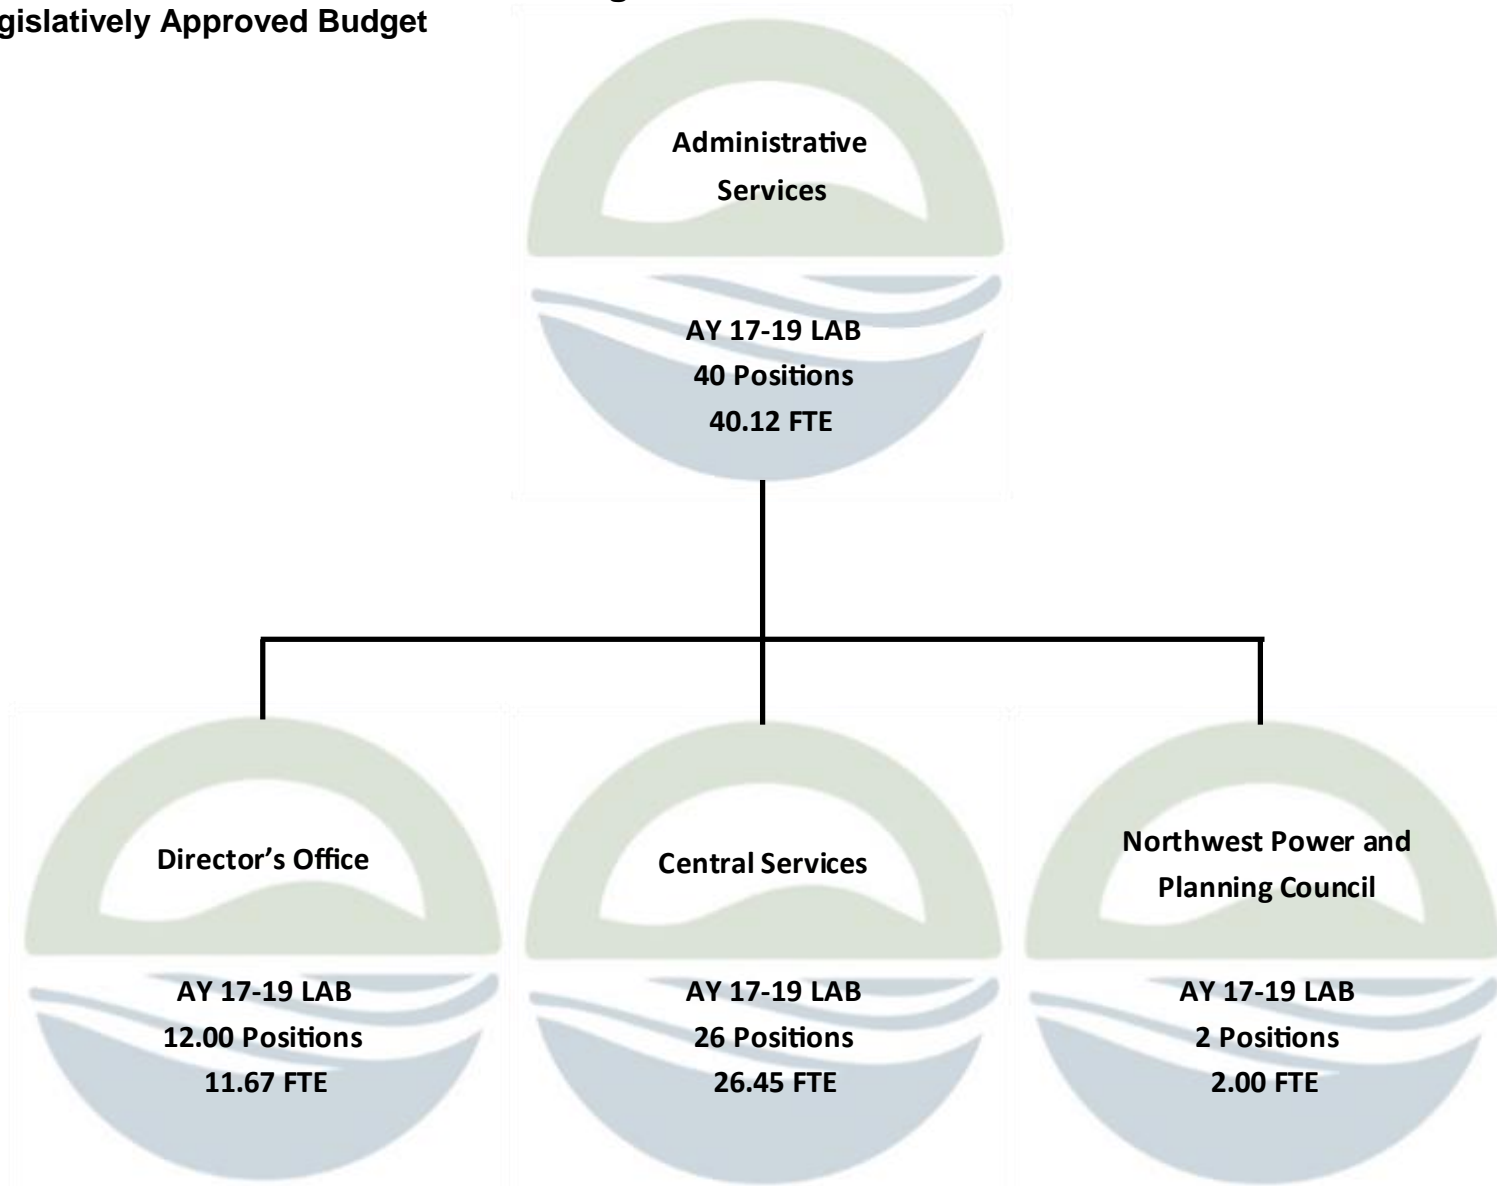 gislatively Approved Budget
Administrative
Services
AY 17-19 LAB
40 Positions
40.12 FTE
Director’s Office
AY 17-19 LAB
12.00 Positions
11.67 FTE
Central Services
AY 17-19 LAB
26 Positions
26.45 FTE
Northwest Power and
Planning Council
AY 17-19 LAB
2 Positions
2.00 FTE